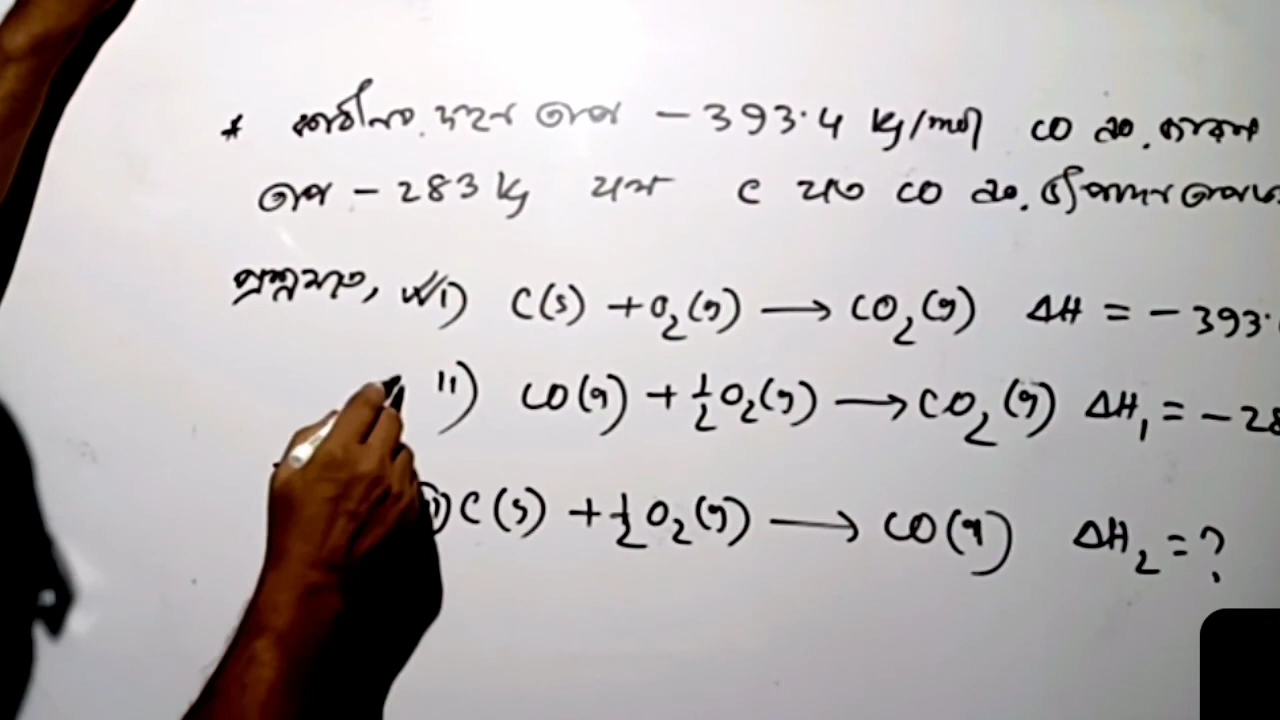 * কার্বনের দহন তাপ - 393.4 kJ/mol CO এর দহন
তাপ - 283 kJ হলে C হতে CO এর উৎপাদন তাপ
প্রশ্নমতে, i) C(s) + O₂(g) ⟶ CO₂(g) ΔH = - 393.
ii) CO(g) + ½O₂(g) ⟶ CO₂(g) ΔH₁ = - 28
C(s) + ½O₂(g) ⟶ CO(g) ΔH₂ = ?